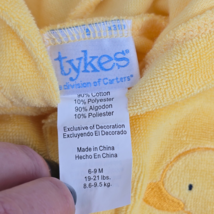 tykes
a division of Carter's
90% Cotton
10% Polyester
90% Algodon
10% Poliester
Exclusive of Decoration
Excluyendo El Decorado
Made in China
Hecho En China
6-9 M
19-21 lbs.
8.6-9.5 kg.